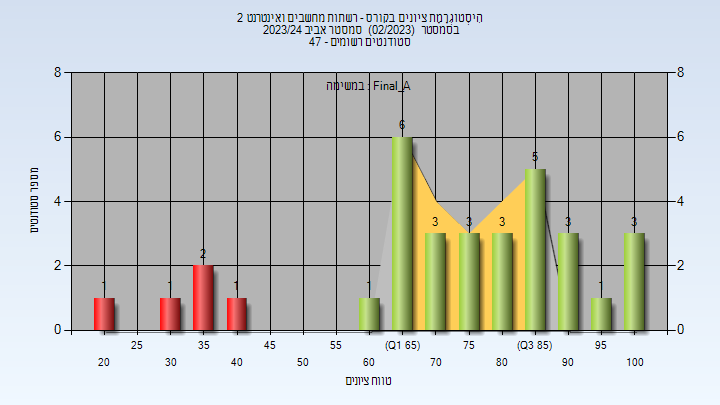 הִיסְטוֹגְרָמַת ציונים בקורס - רשתות מחשבים ואינטרנט 2
בסמסטר (02/2023) סמסטר אביב 2023/24
סטודנטים רשומים - 47
במשימה : Final_A
8 8
6 6
4 4
2 2
0 0
מספר סטודנטים
1 1 2 1 1 6 3 3 3 5 3 1 3
25 35 45 55 (Q1 65) 75 (Q3 85) 95
20 30 40 50 60 70 80 90 100
טווח ציונים